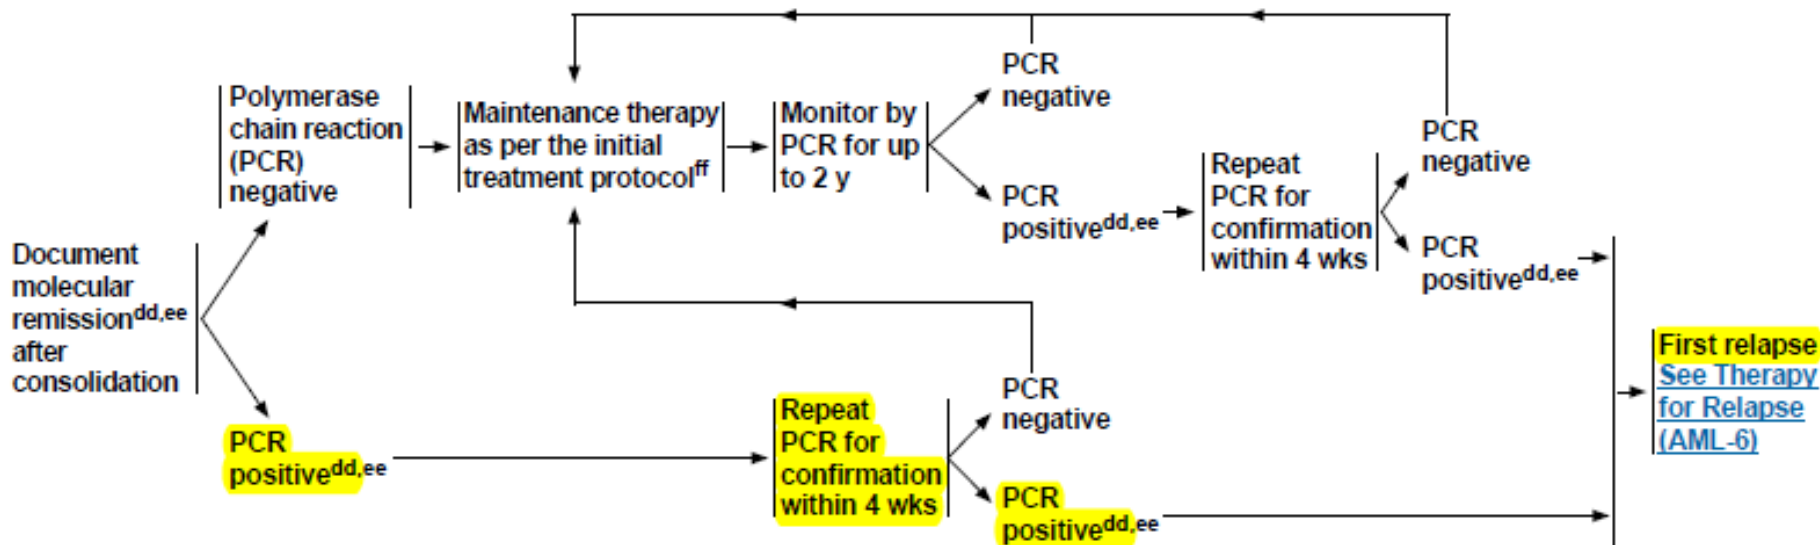 Document
molecular
remissiondd,ee
after
consolidation
Polymerase
chain reaction
(PCR)
negative
PCR
positivedd,ee
Maintenance therapy
as per the initial
treatment protocolff
Monitor by
PCR for up
to 2 y
PCR
negative
PCR
positivedd,ee
Repeat
PCR for
confirmation
within 4 wks
PCR
negative
PCR
positivedd,ee
Repeat
PCR for
confirmation
within 4 wks
PCR
negative
PCR
positivedd,ee
First relapse
See Therapy
for Relapse
(AML-6)